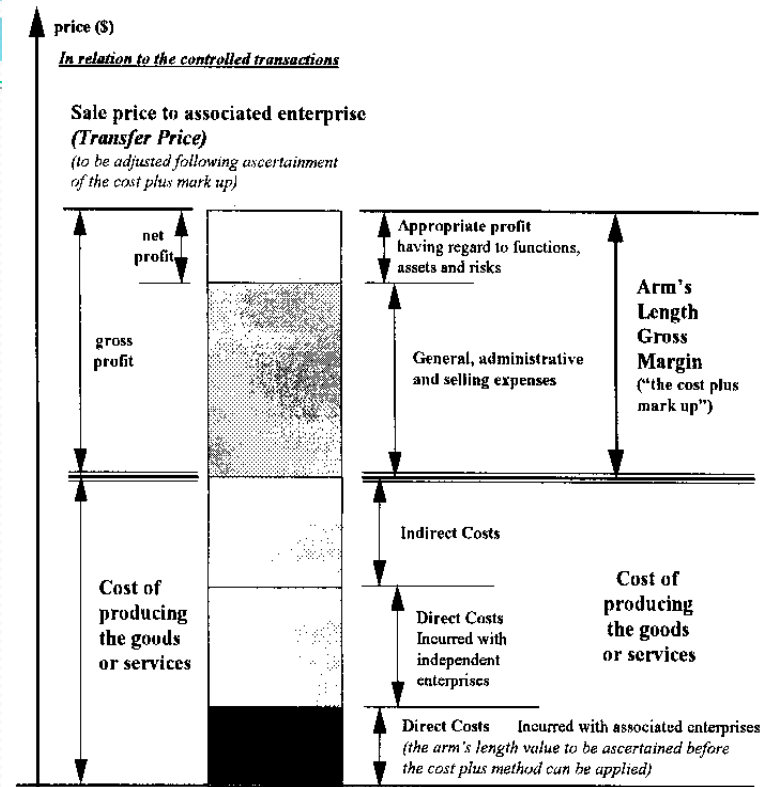 price ($)
In relation to the controlled transactions
Sale price to associated enterprise
(Transfer Price)
(to be adjusted following ascertainment
of the cost plus mark up)
net
profit
Appropriate profit
having regard to functions,
assets and risks
Arm's
Length
Gross
Margin
("the cost plus
mark up")
gross
profit
General, administrative
and selling expenses
Indirect Costs
Cost of
producing
the goods
or services
Direct Costs
Incurred with
independent
enterprises
Cost of
producing
the goods
or services
Direct Costs Incurred with associated enterprises
(the arm's length value to be ascertained before
the cost plus method can be applied)